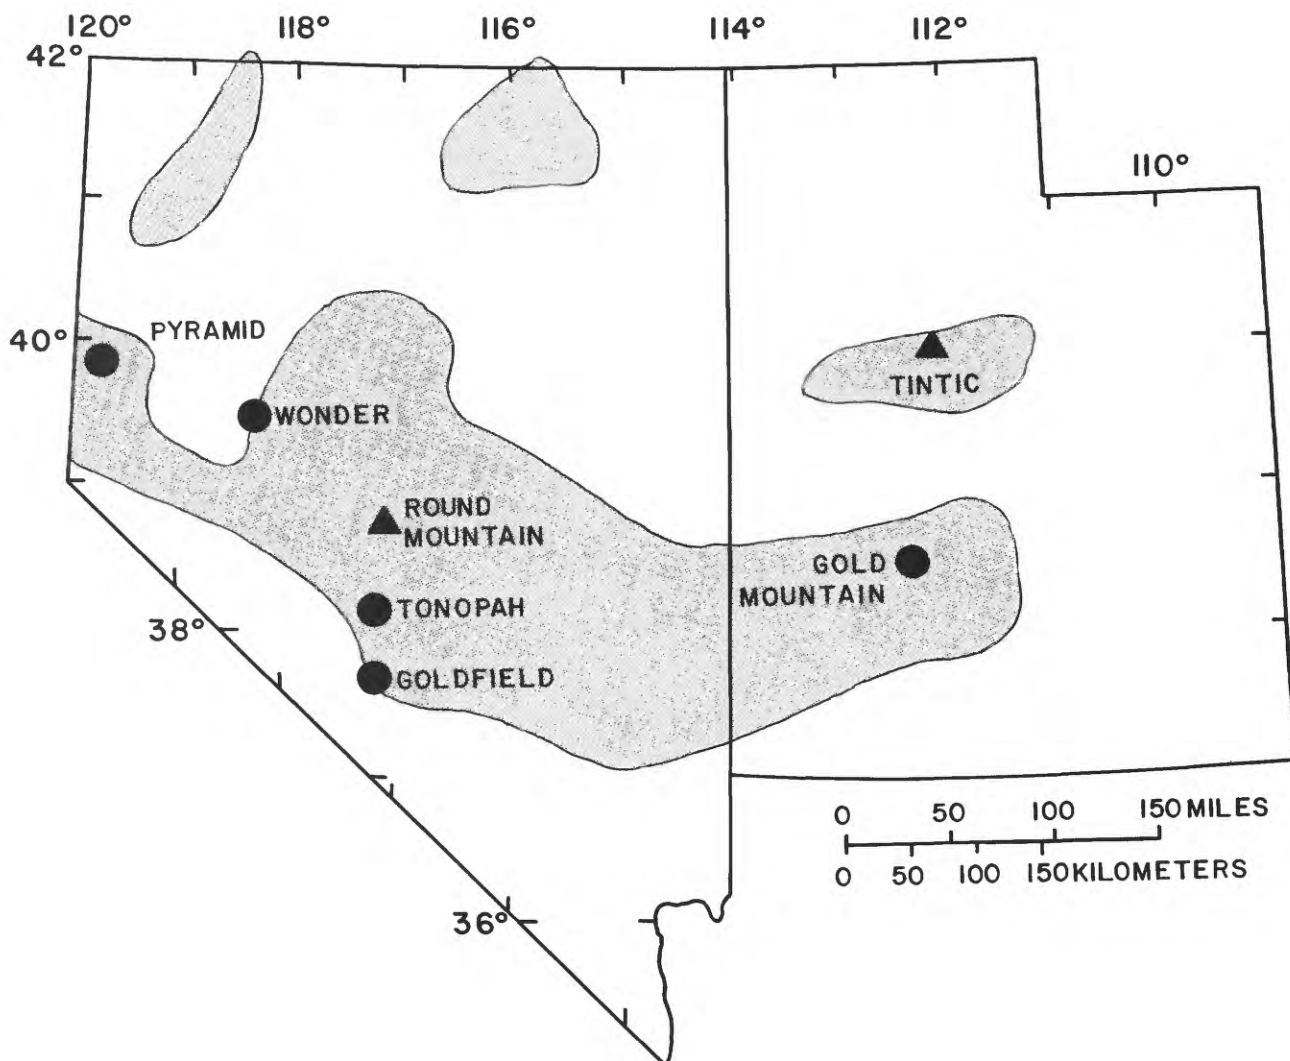 120° 118° 116° 114° 112°
42°
110°
PYRAMID
40°
TINTIC
WONDER
ROUND
MOUNTAIN
GOLD
MOUNTAIN
TONOPAH
38°
GOLDFIELD
0 50 100 150 MILES
0 50 100 150 KILOMETERS
36°